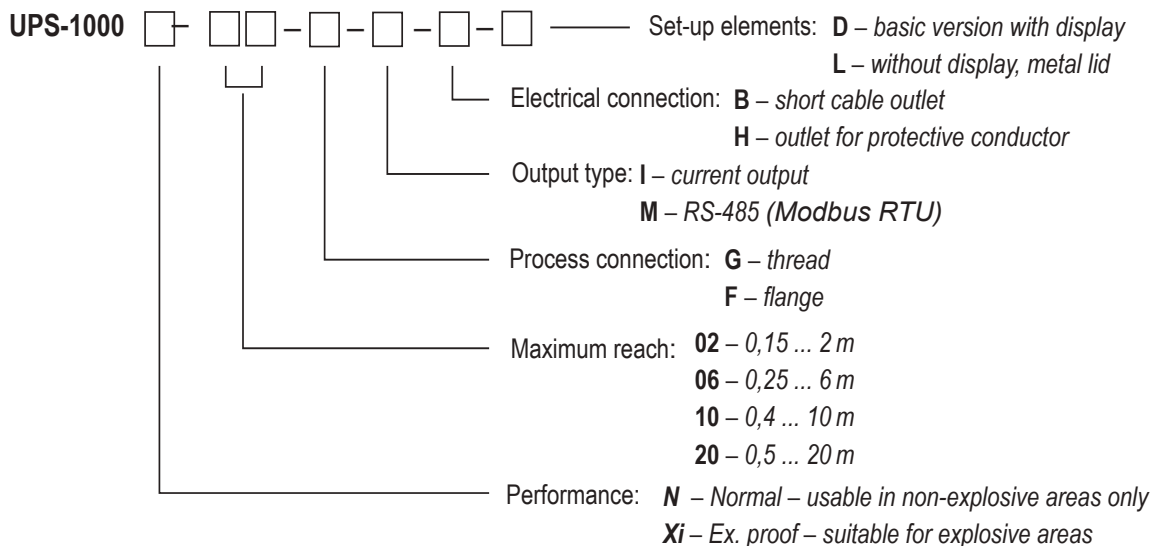 UPS-1000 – – – – – Set-up elements: D – basic version with display
L – without display, metal lid
Electrical connection: B – short cable outlet
H – outlet for protective conductor
Output type: I – current output
M – RS-485 (Modbus RTU)
Process connection: G – thread
F – flange
Maximum reach: 02 – 0,15 ... 2 m
06 – 0,25 ... 6 m
10 – 0,4 ... 10 m
20 – 0,5 ... 20 m
Performance: N – Normal – usable in non-explosive areas only
Xi – Ex. proof – suitable for explosive areas